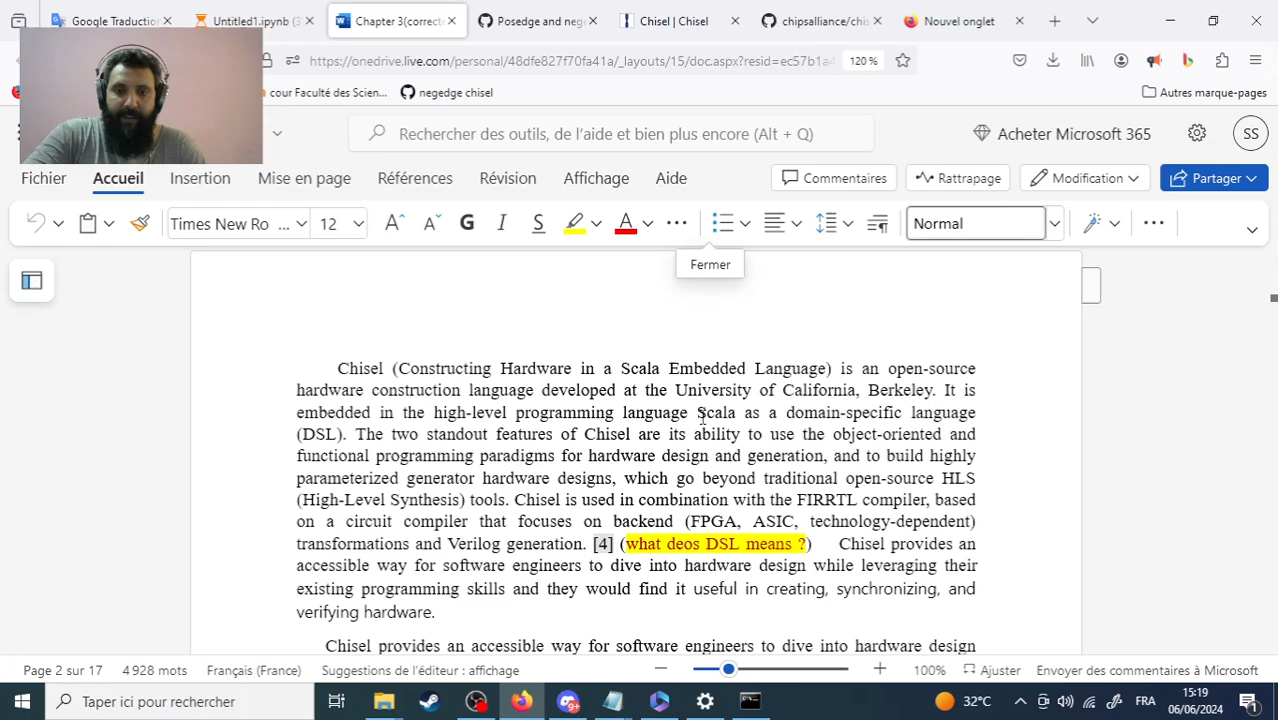 Google Traduction
Untitled1.ipynb (3
Chapter 3(correcte
Posedge and neg
Chisel | Chisel
chipsalliance/chis
Nouvel onglet
https://onedrive.live.com/personal/48dfe827f70fa41a/_layouts/15/doc.aspx?resid=ec57b1a4
120 %
cour Faculté des Scien...
negedge chisel
Autres marque-pages
Rechercher des outils, de l'aide et bien plus encore (Alt + Q)
Acheter Microsoft 365
SS
Fichier
Accueil
Insertion
Mise en page
Références
Révision
Affichage
Aide
Commentaires
Rattrapage
Modification
Partager
Times New Ro ...
12
G I S
A
Normal
Fermer
Chisel (Constructing Hardware in a Scala Embedded Language) is an open-source
hardware construction language developed at the University of California, Berkeley. It is
embedded in the high-level programming language Scala as a domain-specific language
(DSL). The two standout features of Chisel are its ability to use the object-oriented and
functional programming paradigms for hardware design and generation, and to build highly
parameterized generator hardware designs, which go beyond traditional open-source HLS
(High-Level Synthesis) tools. Chisel is used in combination with the FIRRTL compiler, based
on a circuit compiler that focuses on backend (FPGA, ASIC, technology-dependent)
transformations and Verilog generation. [4] (what deos DSL means ?) Chisel provides an
accessible way for software engineers to dive into hardware design while leveraging their
existing programming skills and they would find it useful in creating, synchronizing, and
verifying hardware.
Chisel provides an accessible way for software engineers to dive into hardware design
Page 2 sur 17
4 928 mots
Français (France)
Suggestions de l'éditeur : affichage
100%
Ajuster
Envoyer des commentaires à Microsoft
Taper ici pour rechercher
32°C
FRA
15:19
06/06/2024